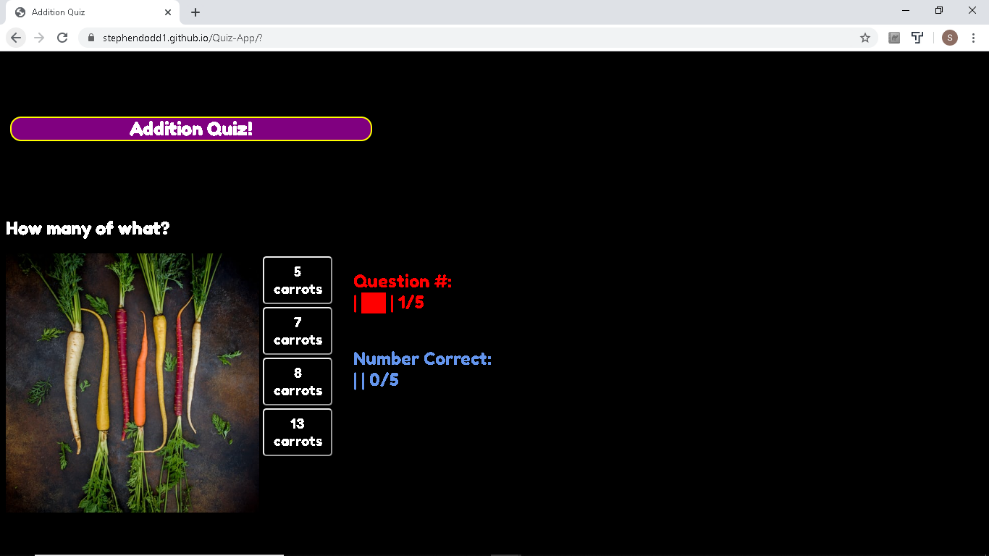 Addition Quiz
stephendodd1.github.io/Quiz-App/?
S
Addition Quiz!
How many of what?
5
carrots
7
carrots
8
carrots
13
carrots
Question #:
| | 1/5
Number Correct:
| | 0/5